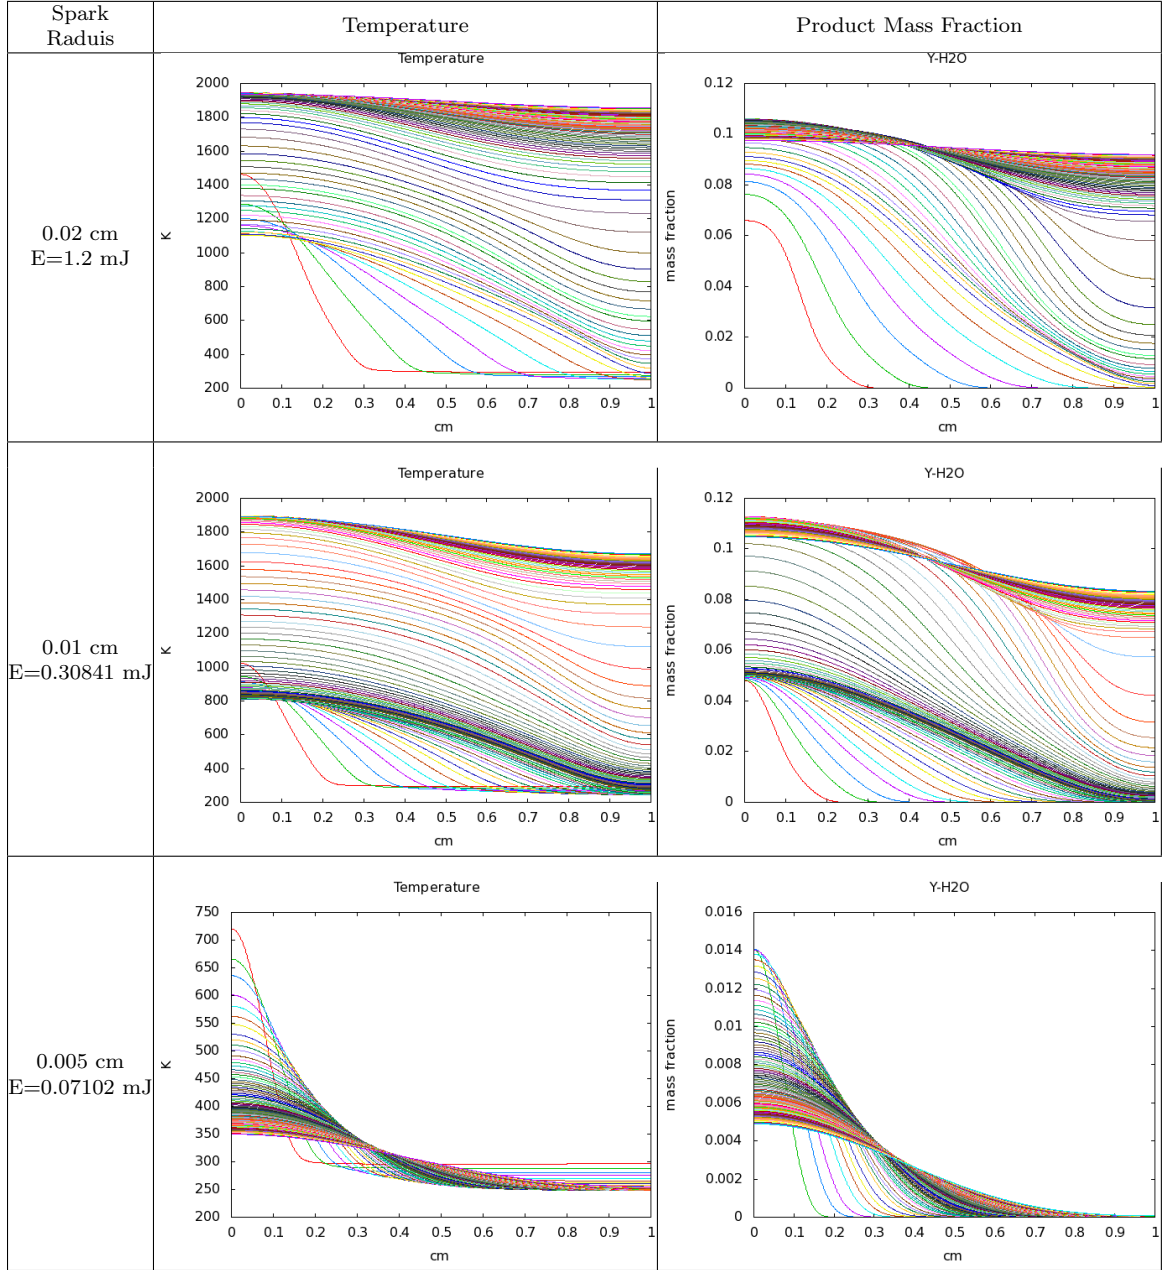 Spark
Raduis
Temperature
Product Mass Fraction
0.02 cm
E=1.2 mJ
Temperature
2000
1800
1600
1400
1200
1000
800
600
400
200
K
0 0.1 0.2 0.3 0.4 0.5 0.6 0.7 0.8 0.9 1
cm
Y-H2O
0.12
0.1
0.08
0.06
0.04
0.02
0
mass fraction
0 0.1 0.2 0.3 0.4 0.5 0.6 0.7 0.8 0.9 1
cm
0.01 cm
E=0.30841 mJ
Temperature
2000
1800
1600
1400
1200
1000
800
600
400
200
K
0 0.1 0.2 0.3 0.4 0.5 0.6 0.7 0.8 0.9 1
cm
Y-H2O
0.12
0.1
0.08
0.06
0.04
0.02
0
mass fraction
0 0.1 0.2 0.3 0.4 0.5 0.6 0.7 0.8 0.9 1
cm
0.005 cm
E=0.07102 mJ
Temperature
750
700
650
600
550
500
450
400
350
300
250
200
K
0 0.1 0.2 0.3 0.4 0.5 0.6 0.7 0.8 0.9 1
cm
Y-H2O
0.016
0.014
0.012
0.01
0.008
0.006
0.004
0.002
0
mass fraction
0 0.1 0.2 0.3 0.4 0.5 0.6 0.7 0.8 0.9 1
cm